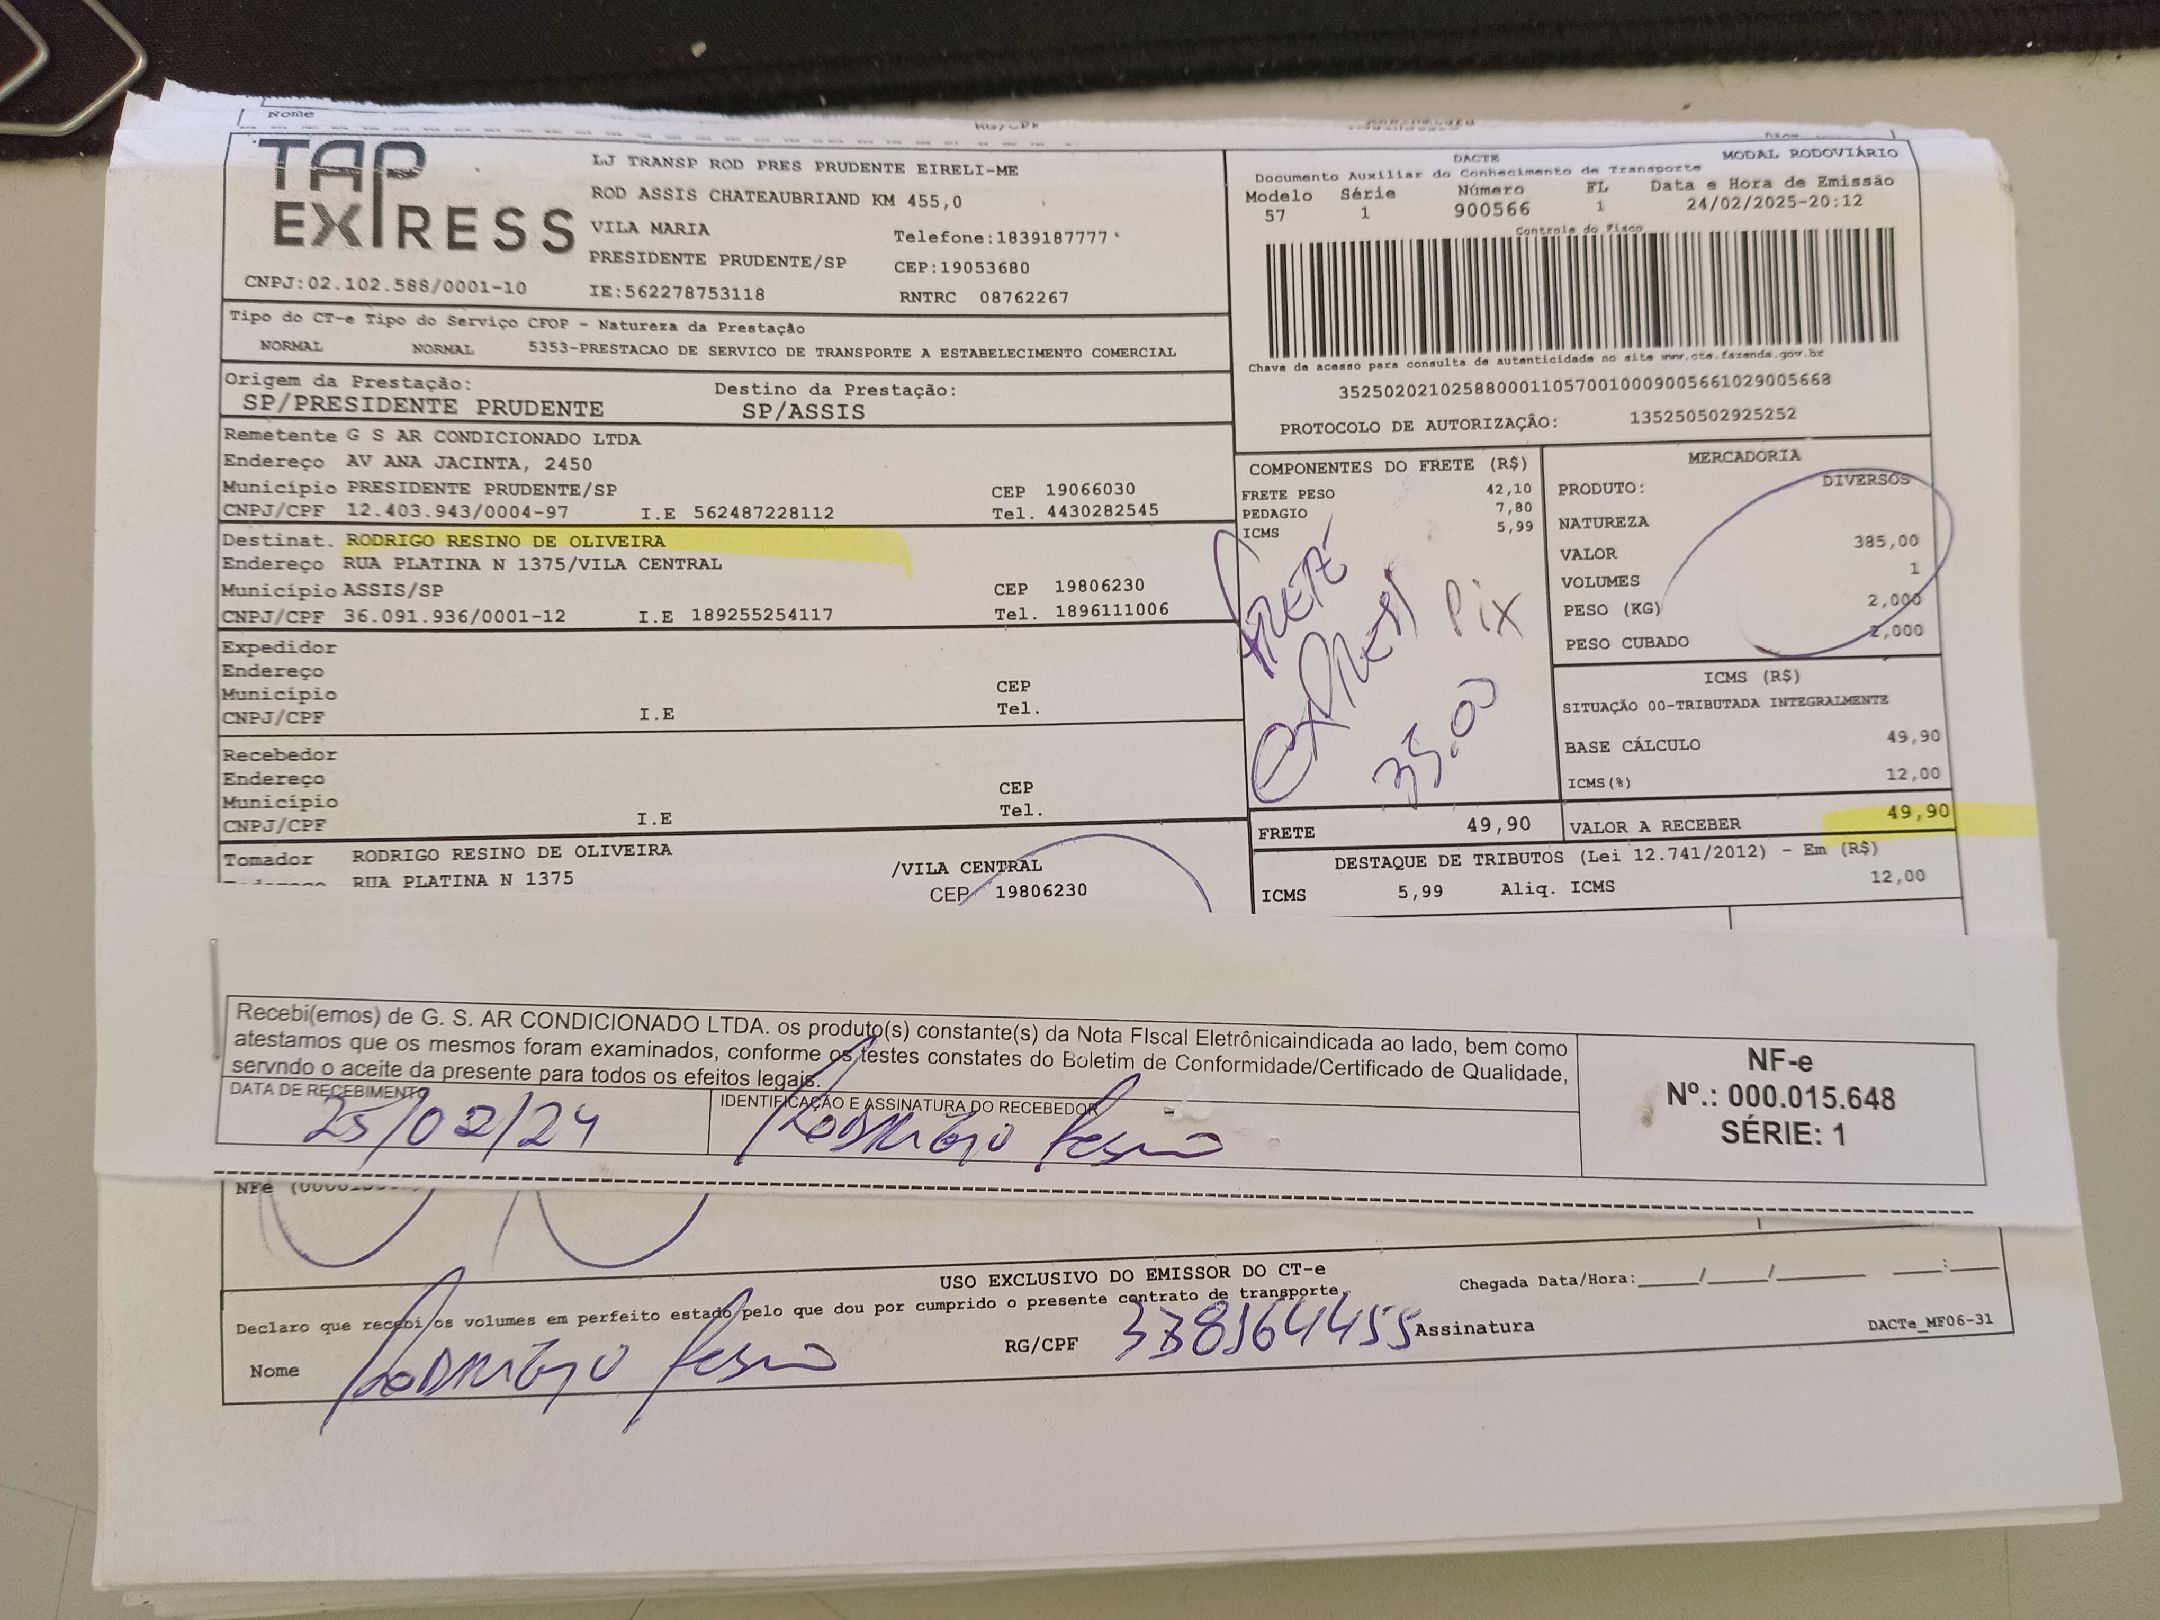 Nome
RG/CPF
TAP EXPRESS
LJ TRANSP ROD PRES PRUDENTE EIRELI-ME
ROD ASSIS CHATEAUBRIAND KM 455,0
VILA MARIA Telefone:1839187777
PRESIDENTE PRUDENTE/SP CEP:19053680
CNPJ:02.102.588/0001-10 IE:562278753118 RNTRC 08762267
DACTE MODAL RODOVIÁRIO
Documento Auxiliar do Conhecimento de Transporte
Modelo Série Número FL Data e Hora de Emissão
57 1 900566 1 24/02/2025-20:12
Controle do Fisco
Chave de acesso para consulta de autenticidade no site www.cte.fazenda.gov.br
35250202102588000110570010009005661029005668
PROTOCOLO DE AUTORIZAÇÃO: 135250502925252
Tipo do CT-e Tipo do Serviço CFOP - Natureza da Prestação
NORMAL NORMAL 5353-PRESTACAO DE SERVICO DE TRANSPORTE A ESTABELECIMENTO COMERCIAL
Origem da Prestação: Destino da Prestação:
SP/PRESIDENTE PRUDENTE SP/ASSIS
Remetente G S AR CONDICIONADO LTDA
Endereço AV ANA JACINTA, 2450
Município PRESIDENTE PRUDENTE/SP CEP 19066030
CNPJ/CPF 12.403.943/0004-97 I.E 562487228112 Tel. 4430282545
Destinat. RODRIGO RESINO DE OLIVEIRA
Endereço RUA PLATINA N 1375/VILA CENTRAL
Município ASSIS/SP CEP 19806230
CNPJ/CPF 36.091.936/0001-12 I.E 189255254117 Tel. 1896111006
Expedidor
Endereço
Município CEP
CNPJ/CPF I.E Tel.
Recebedor
Endereço
Município CEP
CNPJ/CPF I.E Tel.
Tomador RODRIGO RESINO DE OLIVEIRA /VILA CENTRAL
RUA PLATINA N 1375 CEP 19806230
COMPONENTES DO FRETE (R$)
FRETE PESO 42,10
PEDAGIO 7,80
ICMS 5,99
FRETE
EXPRESS
PIX
35.00
FRETE 49,90
MERCADORIA
PRODUTO: DIVERSOS
NATUREZA
VALOR 385,00
VOLUMES 1
PESO (KG) 2,000
PESO CUBADO 2,000
ICMS (R$)
SITUAÇÃO 00-TRIBUTADA INTEGRALMENTE
BASE CÁLCULO 49,90
ICMS(%) 12,00
VALOR A RECEBER 49,90
DESTAQUE DE TRIBUTOS (Lei 12.741/2012) - Em (R$)
ICMS 5,99 Aliq. ICMS 12,00
Recebi(emos) de G. S. AR CONDICIONADO LTDA. os produto(s) constante(s) da Nota FIscal Eletrônicaindicada ao lado, bem como
atestamos que os mesmos foram examinados, conforme os testes constates do Boletim de Conformidade/Certificado de Qualidade,
servndo o aceite da presente para todos os efeitos legais.
DATA DE RECEBIMENTO IDENTIFICAÇÃO E ASSINATURA DO RECEBEDOR
25/02/24 Rodrigo Resino
NF-e
Nº.: 000.015.648
SÉRIE: 1
NFe
USO EXCLUSIVO DO EMISSOR DO CT-e
Chegada Data/Hora:_____/_____/_______ ____:____
Declaro que recebi os volumes em perfeito estado pelo que dou por cumprido o presente contrato de transporte.
Nome Rodrigo Resino RG/CPF Assinatura
DACTe_MF06-31